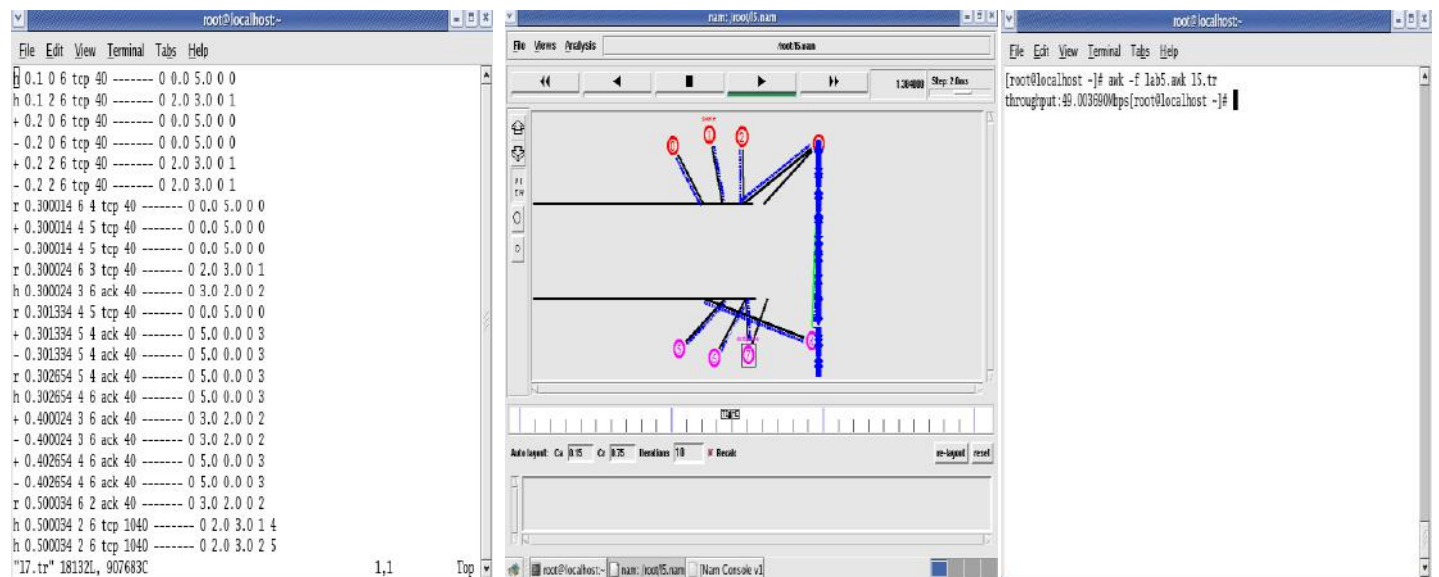 root@localhost:~
File Edit View Terminal Tabs Help
h 0.1 0 6 tcp 40 ------- 0 0.0 5.0 0 0
h 0.1 2 6 tcp 40 ------- 0 2.0 3.0 0 1
+ 0.2 0 6 tcp 40 ------- 0 0.0 5.0 0 0
- 0.2 0 6 tcp 40 ------- 0 0.0 5.0 0 0
+ 0.2 2 6 tcp 40 ------- 0 2.0 3.0 0 1
- 0.2 2 6 tcp 40 ------- 0 2.0 3.0 0 1
r 0.300014 6 4 tcp 40 ------- 0 0.0 5.0 0 0
+ 0.300014 4 5 tcp 40 ------- 0 0.0 5.0 0 0
- 0.300014 4 5 tcp 40 ------- 0 0.0 5.0 0 0
r 0.300024 6 3 tcp 40 ------- 0 2.0 3.0 0 1
h 0.300024 3 6 ack 40 ------- 0 3.0 2.0 0 2
r 0.301334 4 5 tcp 40 ------- 0 0.0 5.0 0 0
+ 0.301334 5 4 ack 40 ------- 0 5.0 0.0 0 3
- 0.301334 5 4 ack 40 ------- 0 5.0 0.0 0 3
r 0.302654 5 4 ack 40 ------- 0 5.0 0.0 0 3
h 0.302654 4 6 ack 40 ------- 0 5.0 0.0 0 3
+ 0.400024 3 6 ack 40 ------- 0 3.0 2.0 0 2
- 0.400024 3 6 ack 40 ------- 0 3.0 2.0 0 2
+ 0.402654 4 6 ack 40 ------- 0 5.0 0.0 0 3
- 0.402654 4 6 ack 40 ------- 0 5.0 0.0 0 3
r 0.500034 6 2 ack 40 ------- 0 3.0 2.0 0 2
h 0.500034 2 6 tcp 1040 ------- 0 2.0 3.0 1 4
h 0.500034 2 6 tcp 1040 ------- 0 2.0 3.0 2 5
"17.tr" 18132L, 907683C 1,1 Top
nam: /root/l5.nam
File Views Analysis /root/l5.nam
Step: 2.0ms
0 1 2
5 6 7
TIME
Auto layout: Ca 0.15 Cr 0.75 Iterations 10 Recalc re-layout reset
root@localhost:~ nam: /root/l5.nam [Nam Console v1
root@localhost:~
File Edit View Terminal Tabs Help
[root@localhost ~]# awk -f lab5.awk l5.tr
throughput:49.003690Mbps[root@localhost ~]#